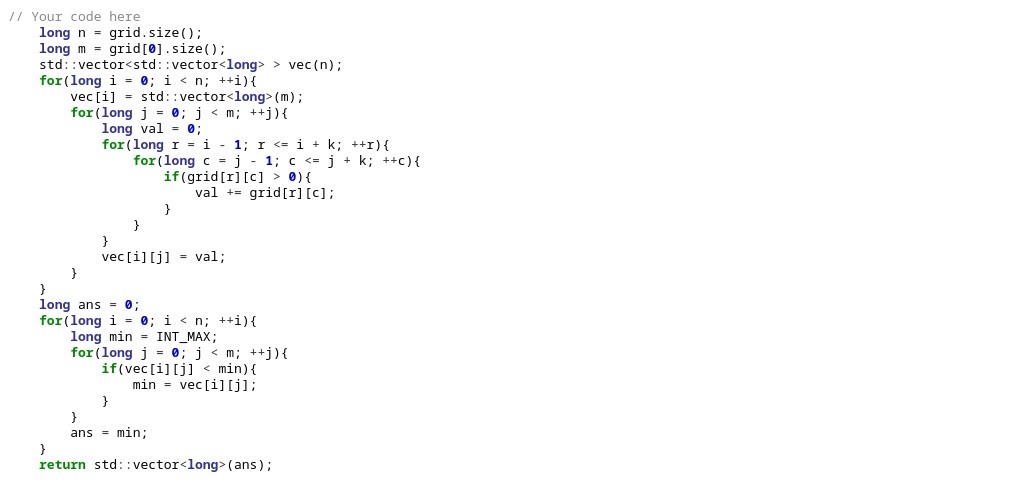 // Your code here
    long n = grid.size();
    long m = grid[0].size();
    std::vector<std::vector<long> > vec(n);
    for(long i = 0; i < n; ++i){
        vec[i] = std::vector<long>(m);
        for(long j = 0; j < m; ++j){
            long val = 0;
            for(long r = i - 1; r <= i + k; ++r){
                for(long c = j - 1; c <= j + k; ++c){
                    if(grid[r][c] > 0){
                        val += grid[r][c];
                    }
                }
            }
            vec[i][j] = val;
        }
    }
    long ans = 0;
    for(long i = 0; i < n; ++i){
        long min = INT_MAX;
        for(long j = 0; j < m; ++j){
            if(vec[i][j] < min){
                min = vec[i][j];
            }
        }
        ans = min;
    }
    return std::vector<long>(ans);